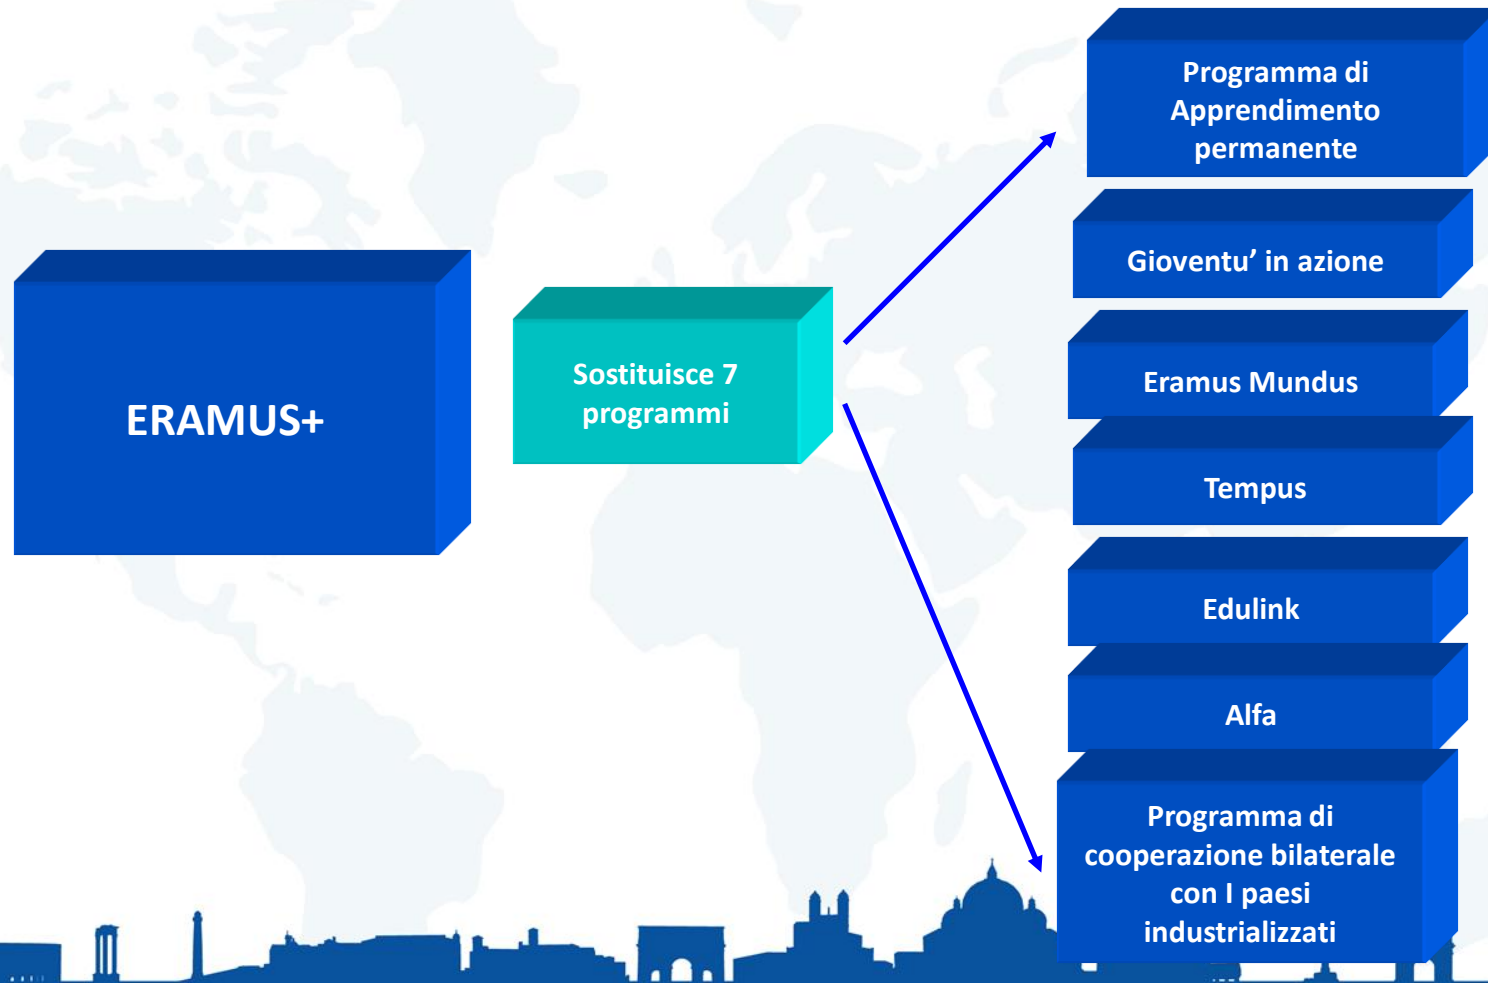 ERAMUS+
Sostituisce 7
programmi
Programma di
Apprendimento
permanente
Gioventu’ in azione
Eramus Mundus
Tempus
Edulink
Alfa
Programma di
cooperazione bilaterale
con I paesi
industrializzati